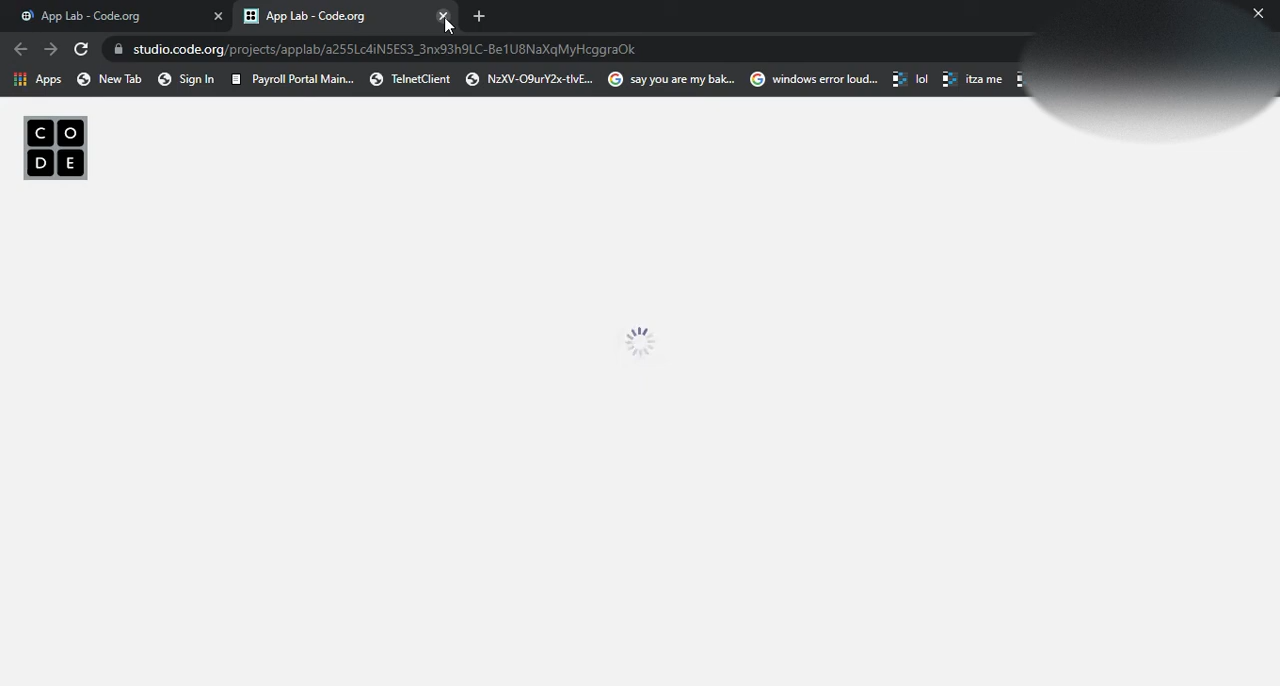 App Lab - Code.org
App Lab - Code.org
studio.code.org/projects/applab/a255Lc4iN5ES3_3nx93h9LC-Be1U8NaXqMyHcggraOk
Apps New Tab Sign In Payroll Portal Main... TelnetClient NzXV-O9urY2x-tIvE... say you are my bak... windows error loud... lol itza me
C O
D E